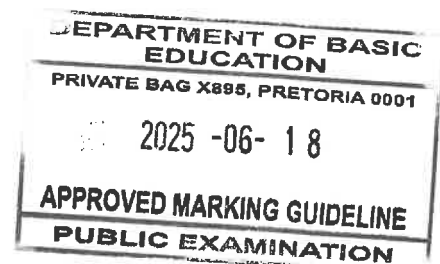 DEPARTMENT OF BASIC
EDUCATION
PRIVATE BAG X895, PRETORIA 0001
2025 -06- 18
APPROVED MARKING GUIDELINE
PUBLIC EXAMINATION